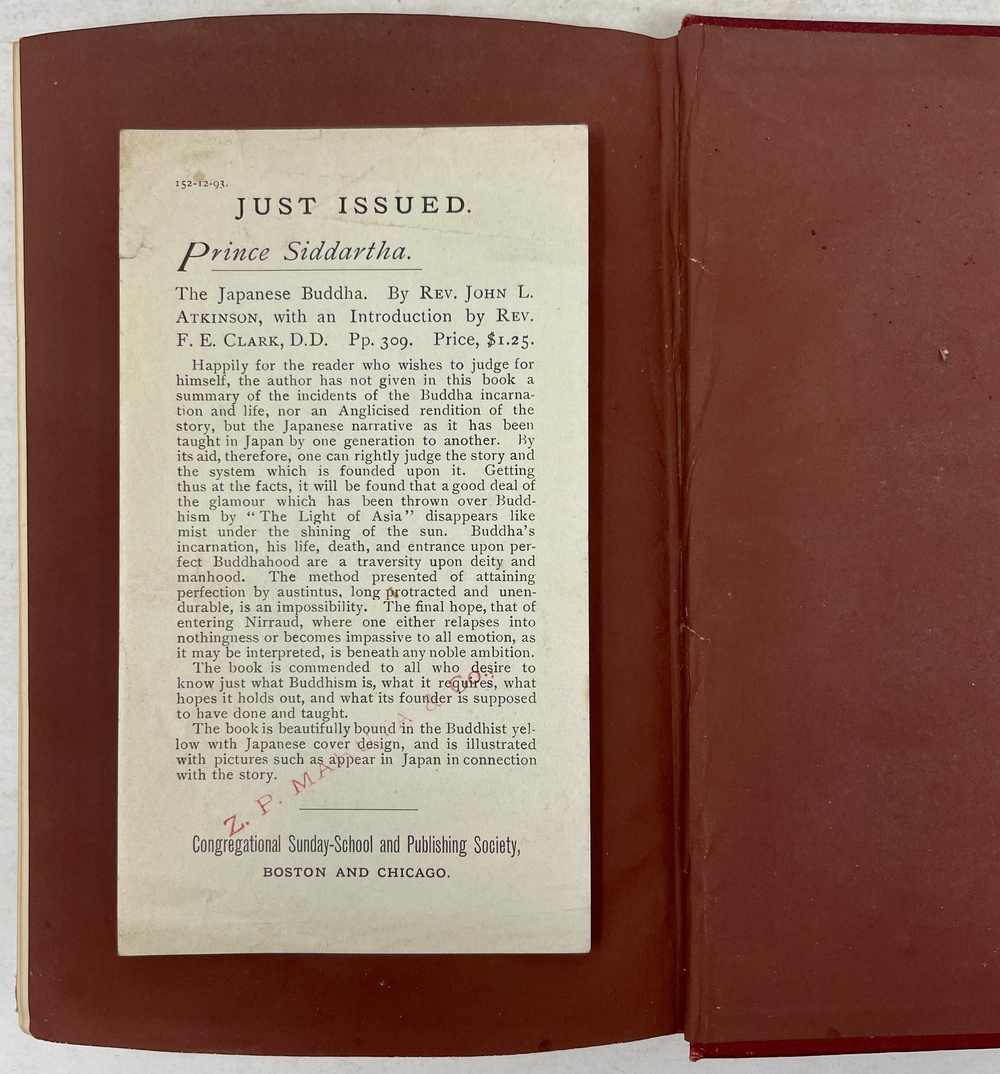 152-12-93.
JUST ISSUED.
Prince Siddartha.
The Japanese Buddha. By REV. JOHN L.
ATKINSON, with an Introduction by REV.
F. E. CLARK, D.D. Pp. 309. Price, $1.25.
Happily for the reader who wishes to judge for
himself, the author has not given in this book a
summary of the incidents of the Buddha incarna-
tion and life, nor an Anglicised rendition of the
story, but the Japanese narrative as it has been
taught in Japan by one generation to another. By
its aid, therefore, one can rightly judge the story and
the system which is founded upon it. Getting
thus at the facts, it will be found that a good deal of
the glamour which has been thrown over Budd-
hism by "The Light of Asia" disappears like
mist under the shining of the sun. Buddha's
incarnation, his life, death, and entrance upon per-
fect Buddhahood are a traversity upon deity and
manhood. The method presented of attaining
perfection by austintus, long protracted and unen-
durable, is an impossibility. The final hope, that of
entering Nirraud, where one either relapses into
nothingness or becomes impassive to all emotion, as
it may be interpreted, is beneath any noble ambition.
The book is commended to all who desire to
know just what Buddhism is, what it requires, what
hopes it holds out, and what its founder is supposed
to have done and taught.
The book is beautifully bound in the Buddhist yel-
low with Japanese cover design, and is illustrated
with pictures such as appear in Japan in connection
with the story.
Z. P. & Co.,
Congregational Sunday-School and Publishing Society,
BOSTON AND CHICAGO.